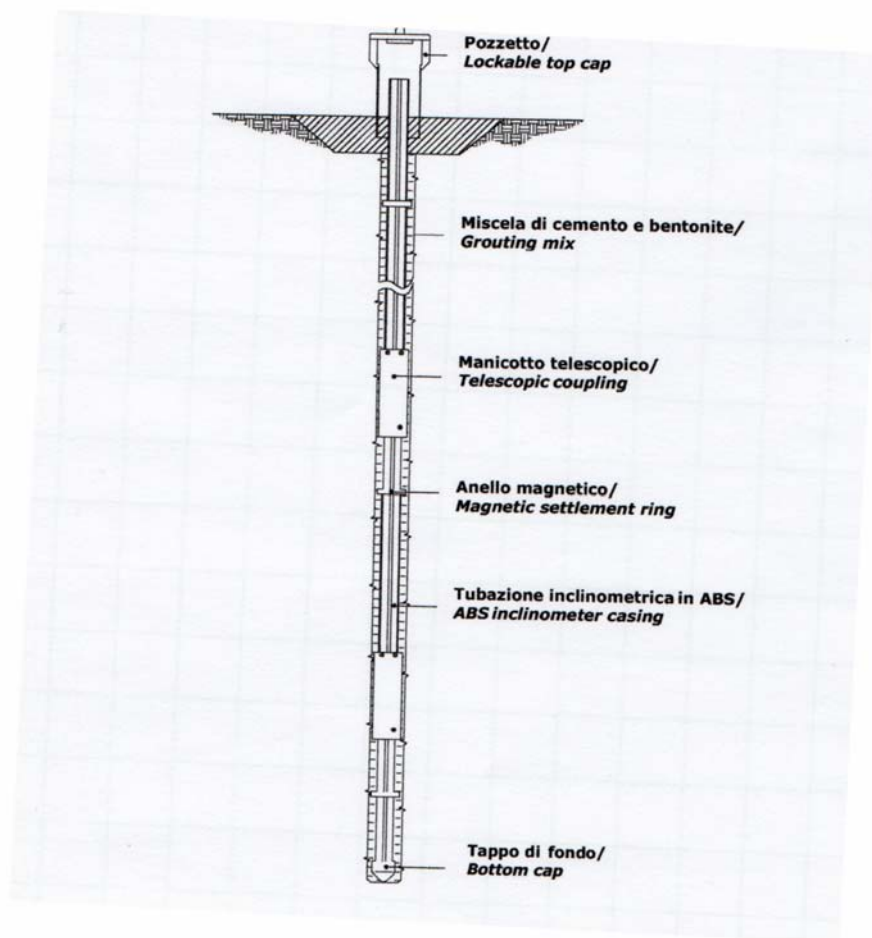 Pozzetto/
Lockable top cap
Miscela di cemento e bentonite/
Grouting mix
Manicotto telescopico/
Telescopic coupling
Anello magnetico/
Magnetic settlement ring
Tubazione inclinometrica in ABS/
ABS inclinometer casing
Tappo di fondo/
Bottom cap